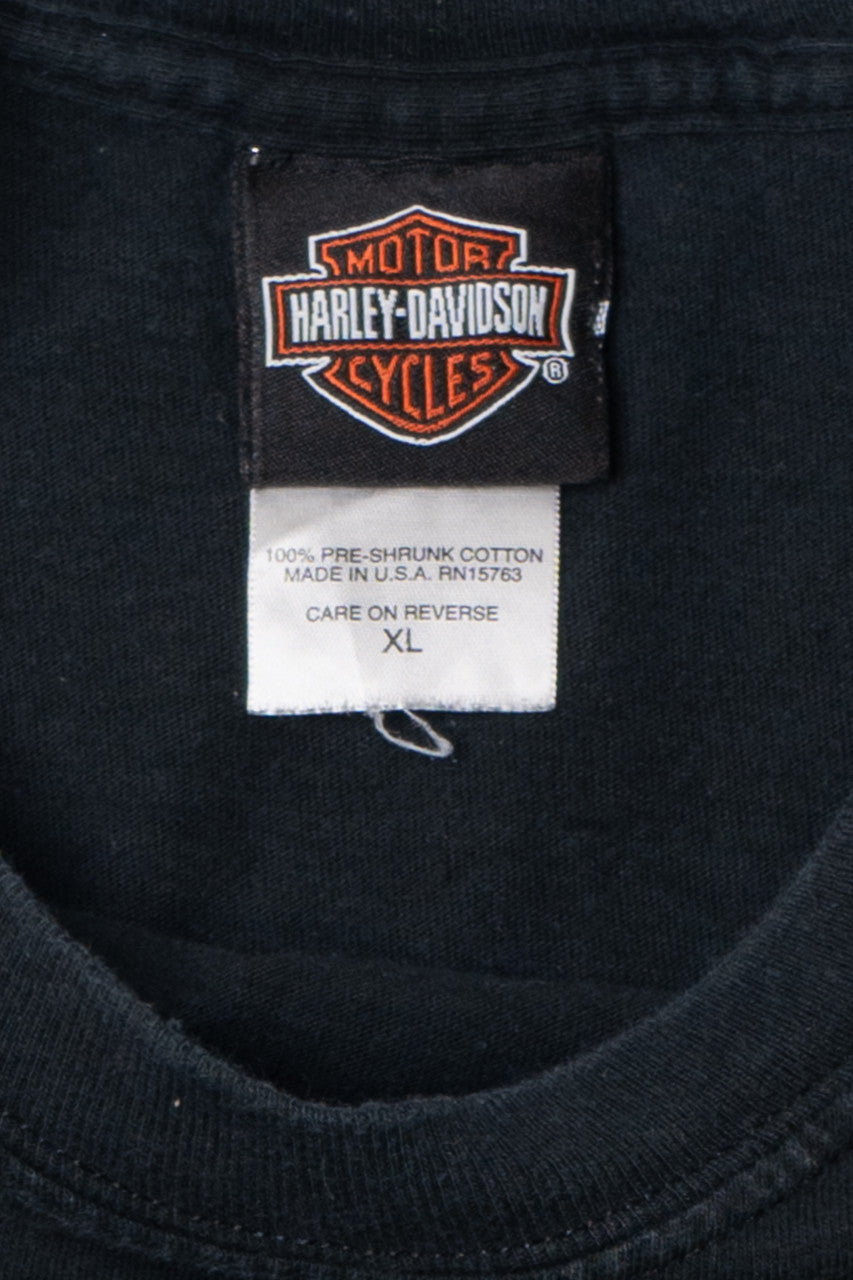 MOTOR
HARLEY-DAVIDSON
CYCLES
®
100% PRE-SHRUNK COTTON
MADE IN U.S.A. RN15763
CARE ON REVERSE
XL